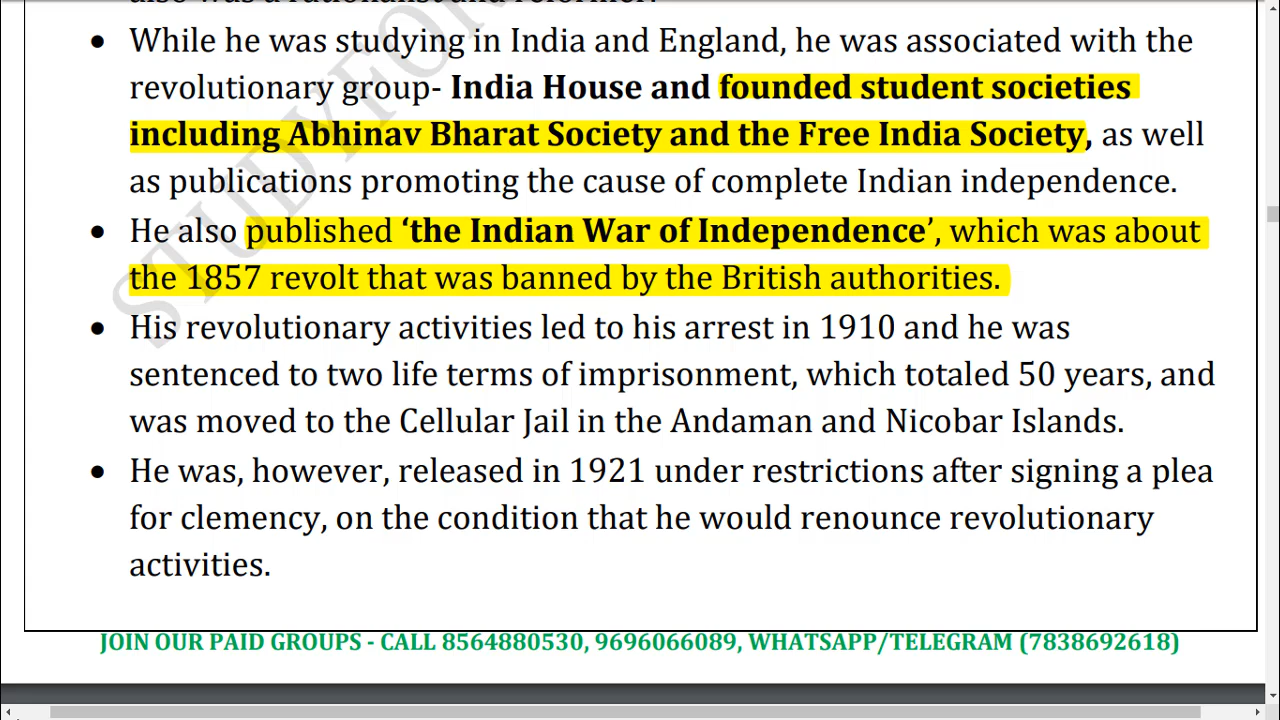 While he was studying in India and England, he was associated with the
revolutionary group- India House and founded student societies
including Abhinav Bharat Society and the Free India Society, as well
as publications promoting the cause of complete Indian independence.
He also published ‘the Indian War of Independence’, which was about
the 1857 revolt that was banned by the British authorities.
His revolutionary activities led to his arrest in 1910 and he was
sentenced to two life terms of imprisonment, which totaled 50 years, and
was moved to the Cellular Jail in the Andaman and Nicobar Islands.
He was, however, released in 1921 under restrictions after signing a plea
for clemency, on the condition that he would renounce revolutionary
activities.
JOIN OUR PAID GROUPS - CALL 8564880530, 9696066089, WHATSAPP/TELEGRAM (7838692618)